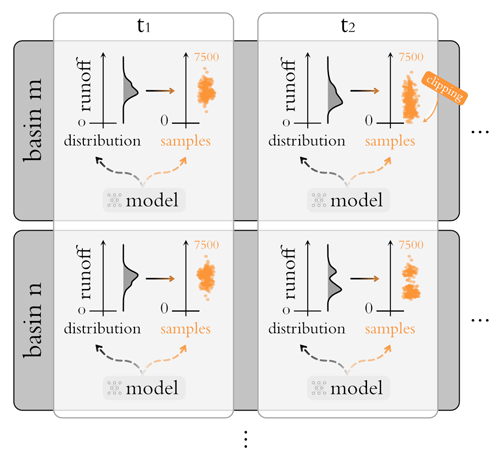 t1
t2
basin m
runoff
0
distribution
7500
0
samples
model
runoff
0
distribution
7500
0
samples
clipping
model
...
basin n
runoff
0
distribution
7500
0
samples
model
runoff
0
distribution
7500
0
samples
model
...
...